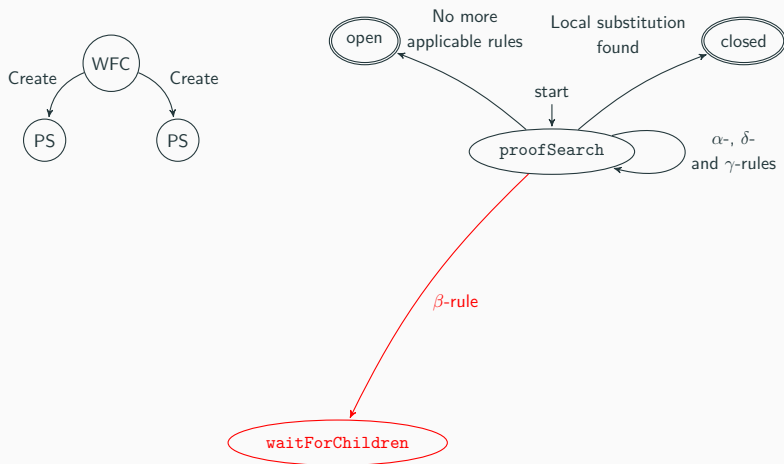 WFC
Create
Create
PS
PS
open
No more
applicable rules
Local substitution
found
closed
start
proofSearch
α-, δ-
and γ-rules
β-rule
waitForChildren